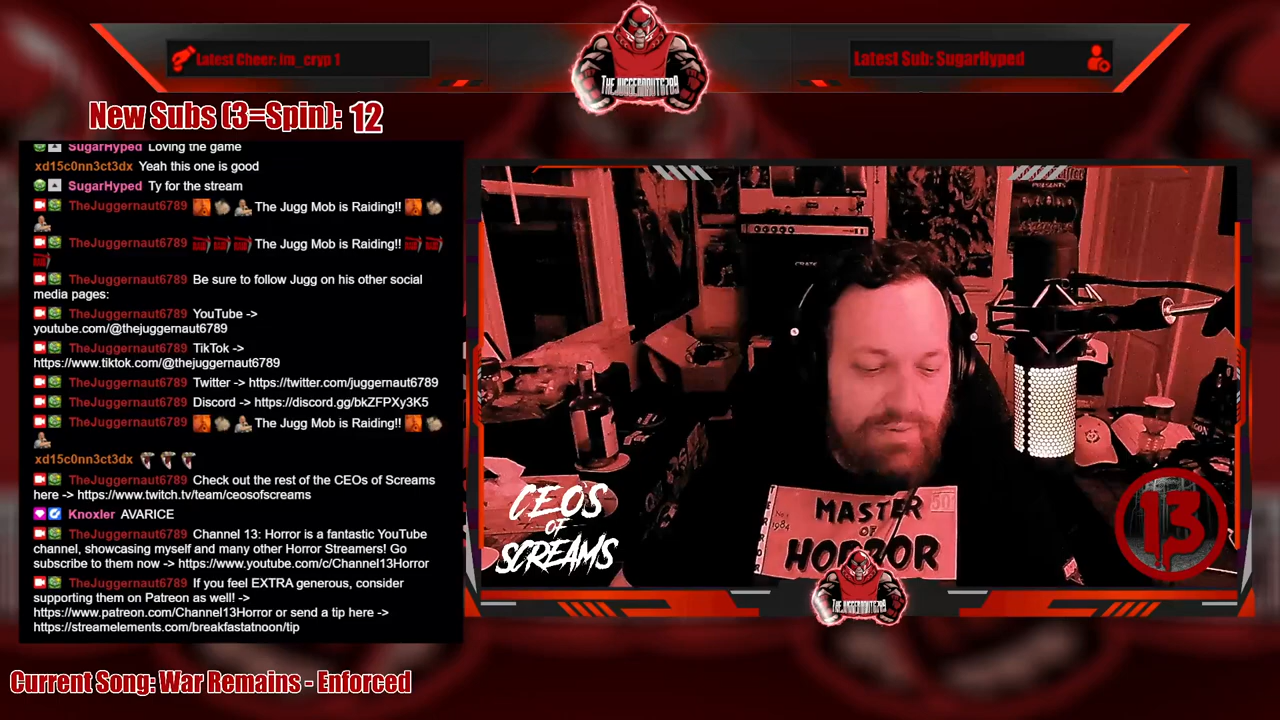 Latest Cheer: im_cryp 1
THEJUGGERNAUT6789
Latest Sub: SugarHyped
New Subs (3=Spin): 12
SugarHyped Loving the game
xd15c0nn3ct3dx Yeah this one is good
SugarHyped Ty for the stream
TheJuggernaut6789 The Jugg Mob is Raiding!!
TheJuggernaut6789 The Jugg Mob is Raiding!!
TheJuggernaut6789 Be sure to follow Jugg on his other social
media pages:
TheJuggernaut6789 YouTube ->
youtube.com/@thejuggernaut6789
TheJuggernaut6789 TikTok ->
https://www.tiktok.com/@thejuggernaut6789
TheJuggernaut6789 Twitter -> https://twitter.com/juggernaut6789
TheJuggernaut6789 Discord -> https://discord.gg/bkZFPXy3K5
TheJuggernaut6789 The Jugg Mob is Raiding!!
xd15c0nn3ct3dx
TheJuggernaut6789 Check out the rest of the CEOs of Screams
here -> https://www.twitch.tv/team/ceosofscreams
Knoxler AVARICE
TheJuggernaut6789 Channel 13: Horror is a fantastic YouTube
channel, showcasing myself and many other Horror Streamers! Go
subscribe to them now -> https://www.youtube.com/c/Channel13Horror
TheJuggernaut6789 If you feel EXTRA generous, consider
supporting them on Patreon as well! ->
https://www.patreon.com/Channel13Horror or send a tip here ->
https://streamelements.com/breakfastatnoon/tip
PRESENTS
CRATE
CEOS
OF
SCREAMS
No.1
1984
50¢
MASTER
OF
HORROR
13
THEJUGGERNAUT6789
Current Song: War Remains - Enforced